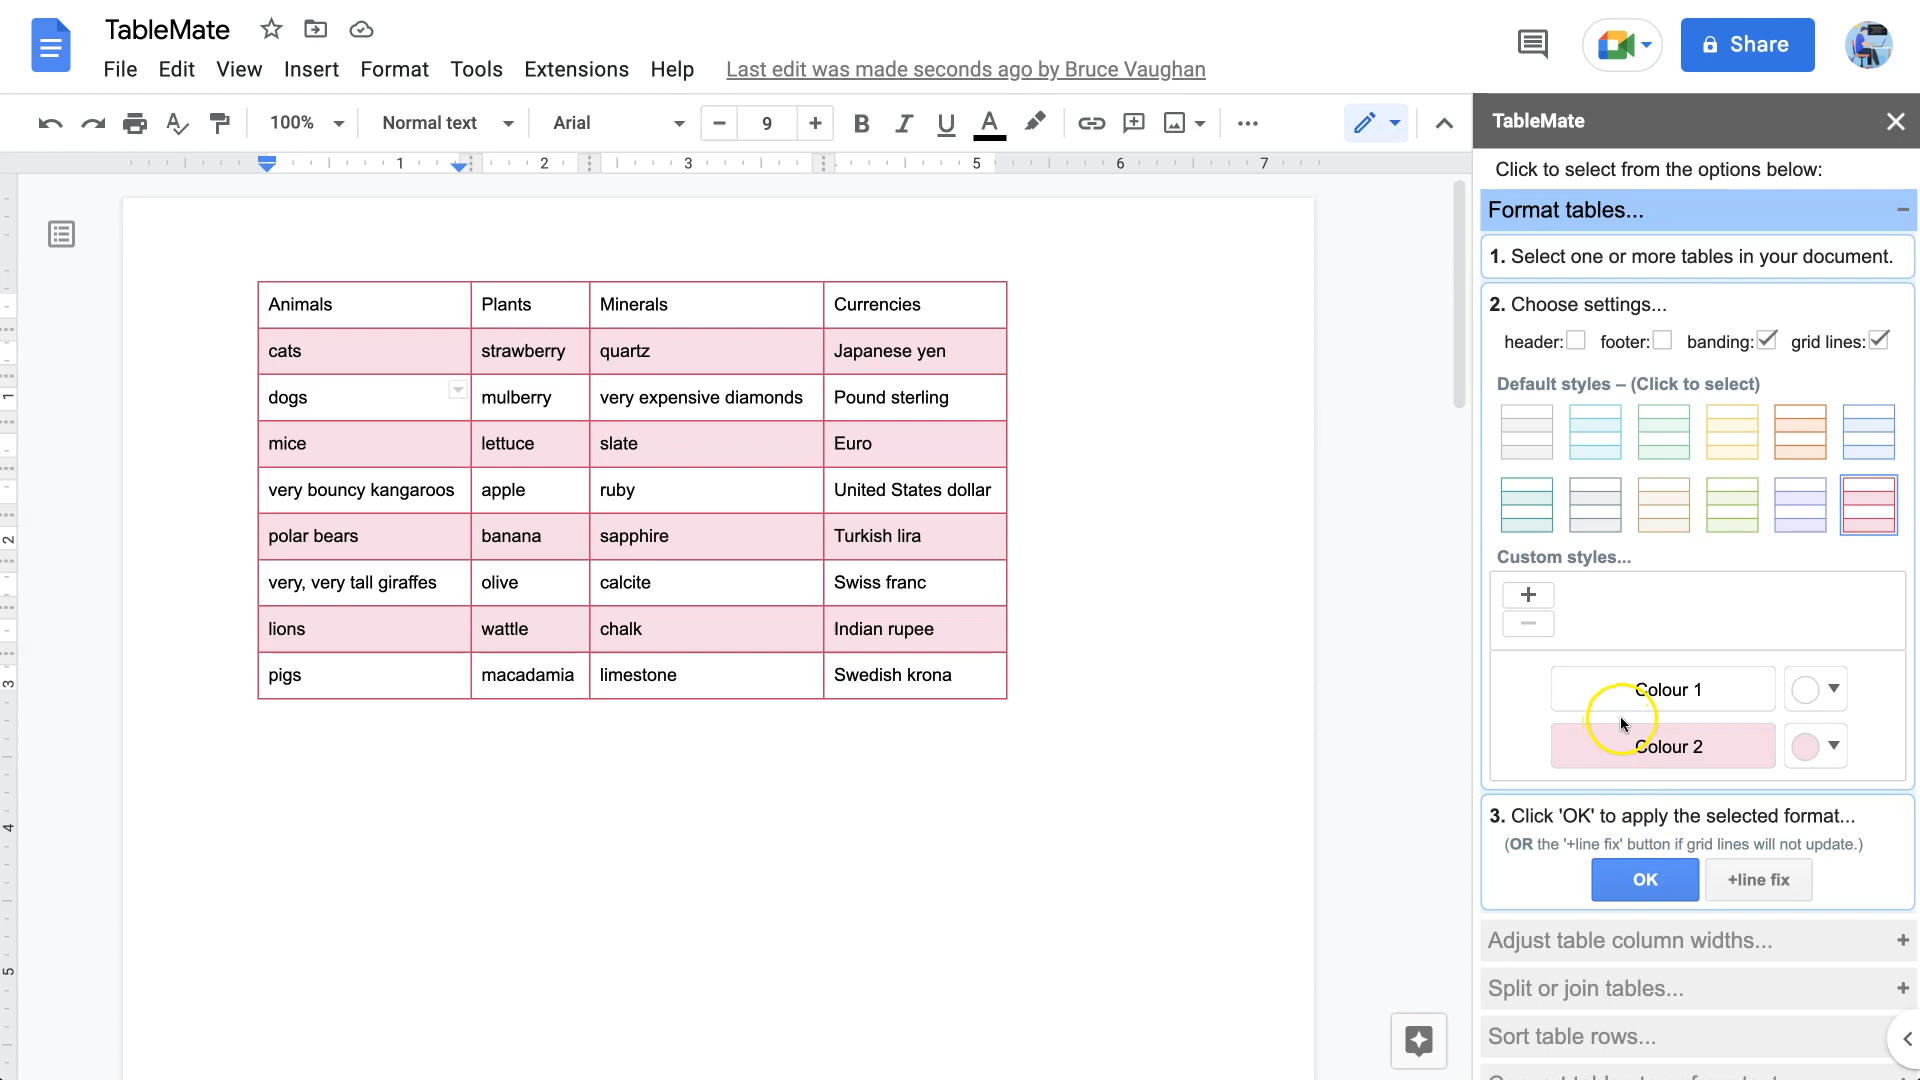 TableMate
File Edit View Insert Format Tools Extensions Help Last edit was made seconds ago by Bruce Vaughan
Share
100% Normal text Arial 9
1 2 3 5 6 7
TableMate
Click to select from the options below:
Format tables...
1. Select one or more tables in your document.
2. Choose settings...
header: footer: banding: grid lines:
Default styles – (Click to select)
Custom styles...
+
−
Colour 1
Colour 2
3. Click 'OK' to apply the selected format...
(OR the '+line fix' button if grid lines will not update.)
OK +line fix
Adjust table column widths... +
Split or join tables... +
Sort table rows...
1
2
3
4
5
Animals Plants Minerals Currencies
cats strawberry quartz Japanese yen
dogs mulberry very expensive diamonds Pound sterling
mice lettuce slate Euro
very bouncy kangaroos apple ruby United States dollar
polar bears banana sapphire Turkish lira
very, very tall giraffes olive calcite Swiss franc
lions wattle chalk Indian rupee
pigs macadamia limestone Swedish krona